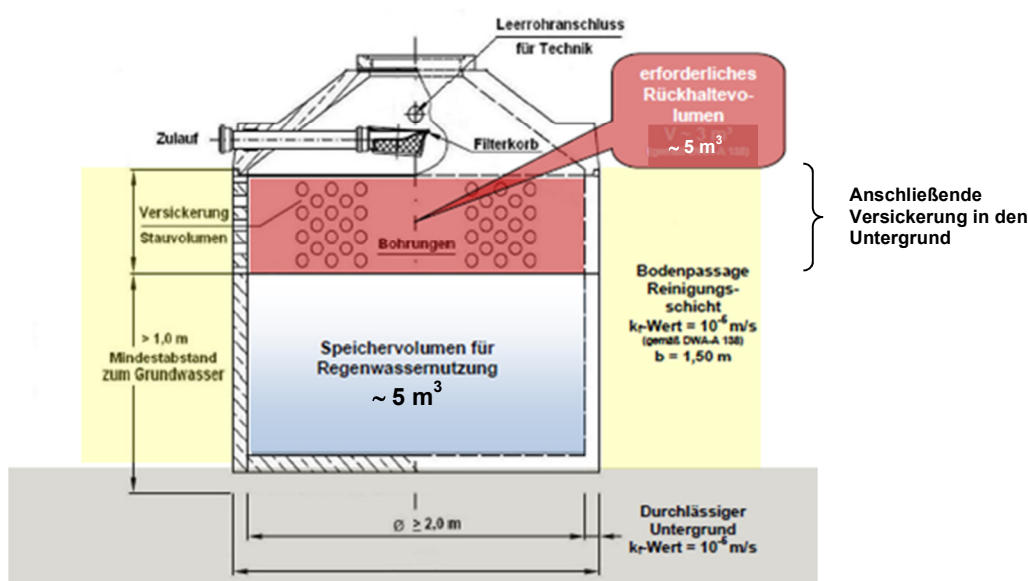 Leerrohranschluss
für Technik
erforderliches
Rückhaltevo-
lumen
V ~ 3 m³
~ 5 m³
Zulauf
Filterkorb
Versickerung
Stauvolumen
Bohrungen
Anschließende
Versickerung in den
Untergrund
Bodenpassage
Reinigungs-
schicht
kf-Wert = 10⁻⁶ m/s
(gemäß DWA-A 138)
b = 1,50 m
> 1,0 m
Mindestabstand
zum Grundwasser
Speichervolumen für
Regenwassernutzung
~ 5 m³
Ø ≥ 2,0 m
Durchlässiger
Untergrund
kf-Wert = 10⁻⁶ m/s